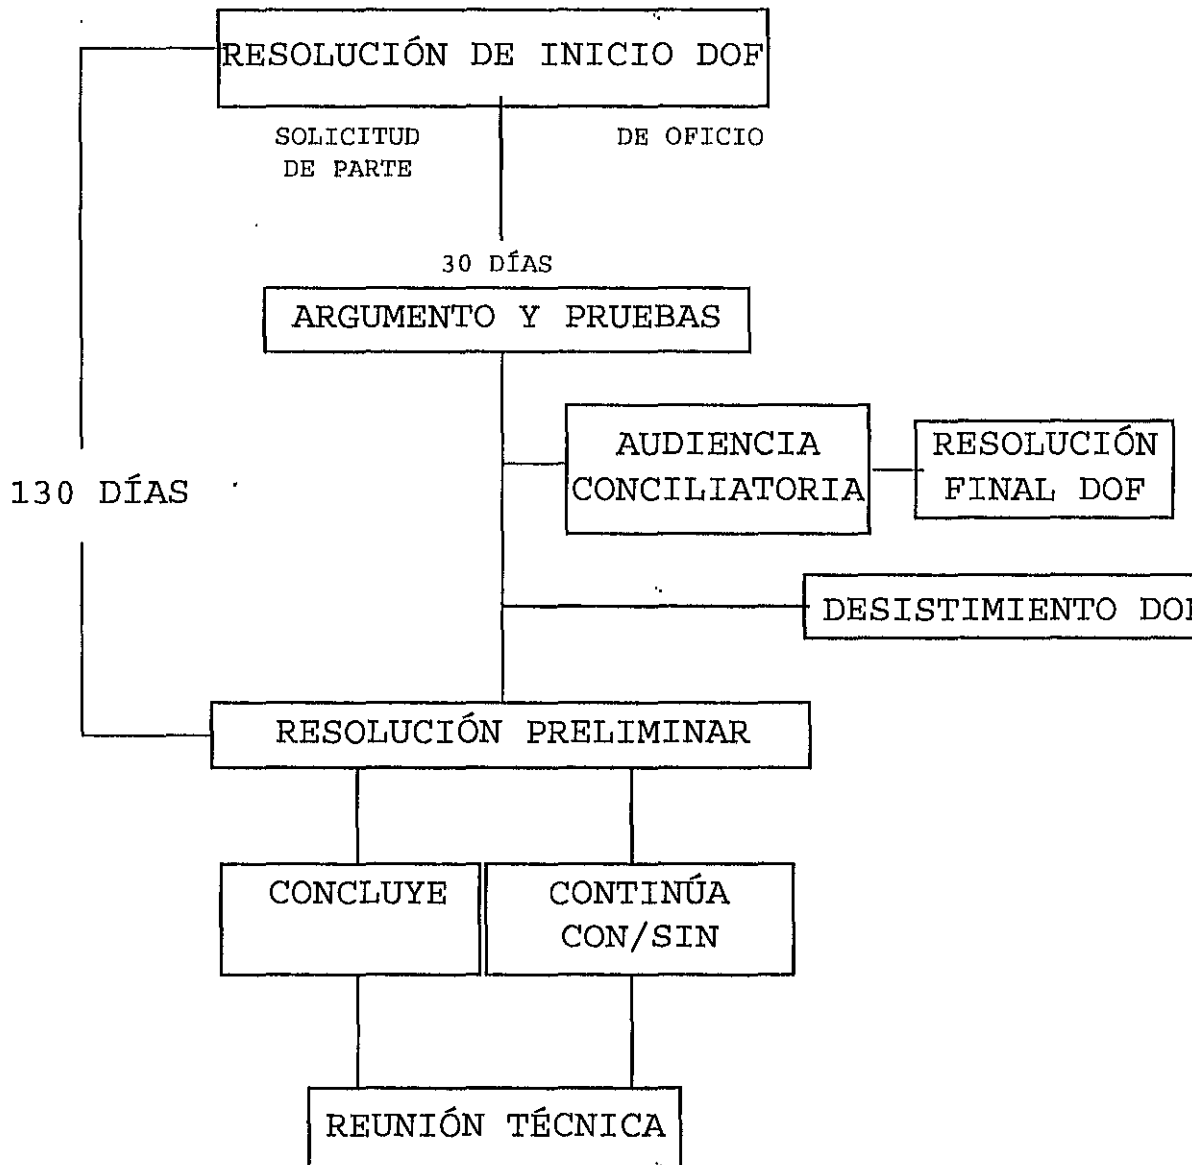 RESOLUCIÓN DE INICIO DOF
SOLICITUD
DE PARTE
DE OFICIO
30 DÍAS
ARGUMENTO Y PRUEBAS
AUDIENCIA
CONCILIATORIA
RESOLUCIÓN
FINAL DOF
130 DÍAS
DESISTIMIENTO DOF
RESOLUCIÓN PRELIMINAR
CONCLUYE
CONTINÚA
CON/SIN
REUNIÓN TÉCNICA